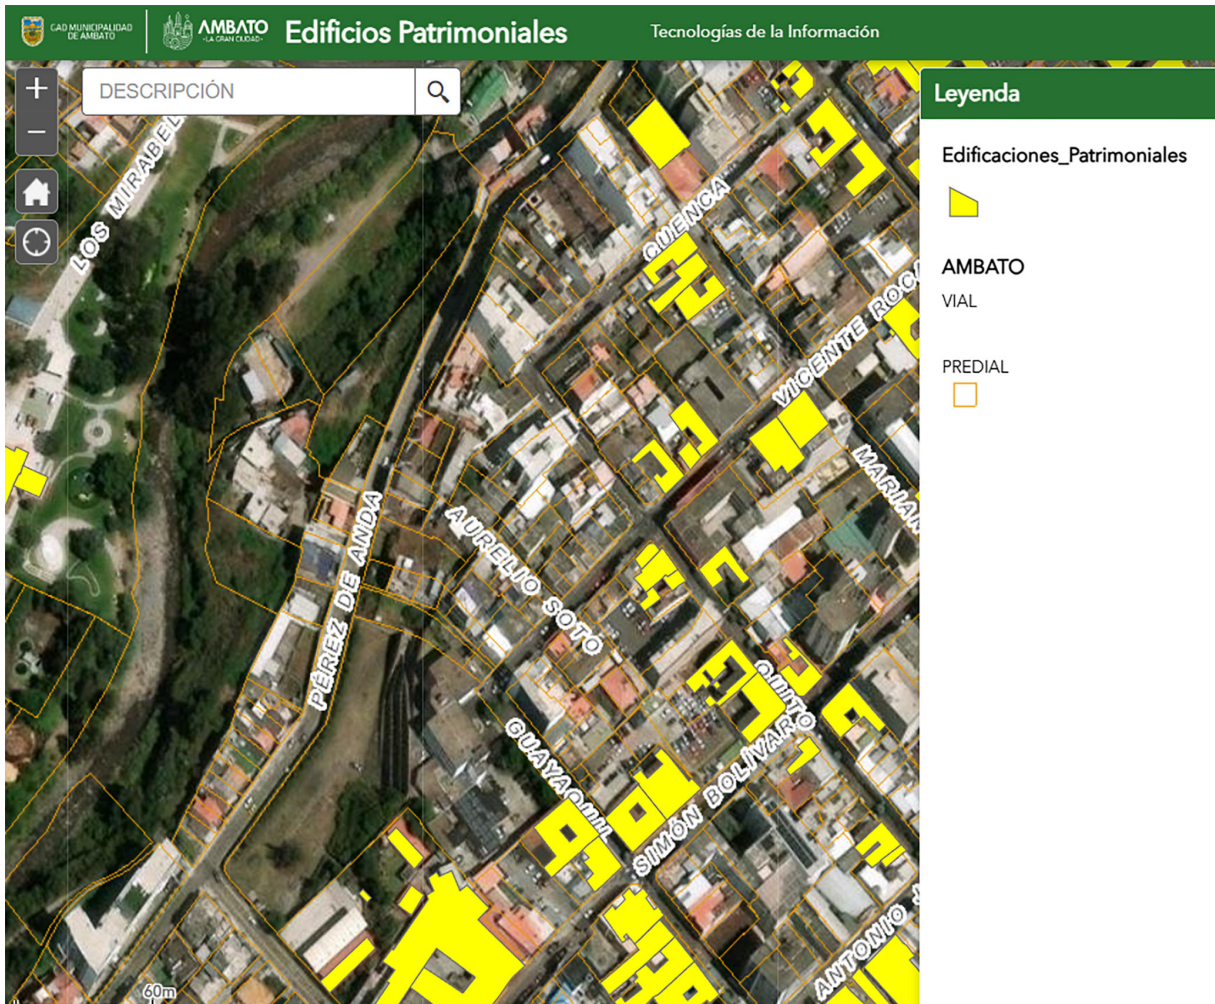 GAD MUNICIPALIDAD
DE AMBATO
AMBATO
-LA GRAN CIUDAD-
Edificios Patrimoniales
Tecnologías de la Información
+
−
DESCRIPCIÓN
Leyenda
Edificaciones_Patrimoniales
AMBATO
VIAL
PREDIAL
LOS MIRABEL
CUENCA
VICENTE ROCA
MARIAN
PÉREZ DE ANDA
AURELIO SOTO
QUITO
GUAYAQUIL
SIMÓN BOLÍVAR
ANTONIO
60m